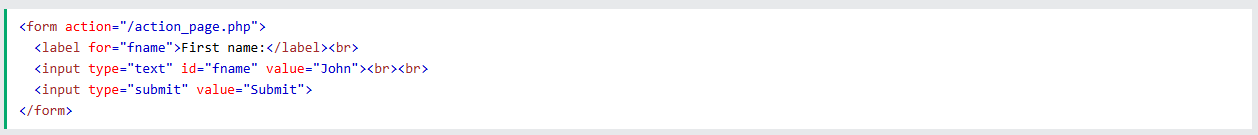 <form action="/action_page.php">
<label for="fname">First name:</label><br>
<input type="text" id="fname" value="John"><br><br>
<input type="submit" value="Submit">
</form>